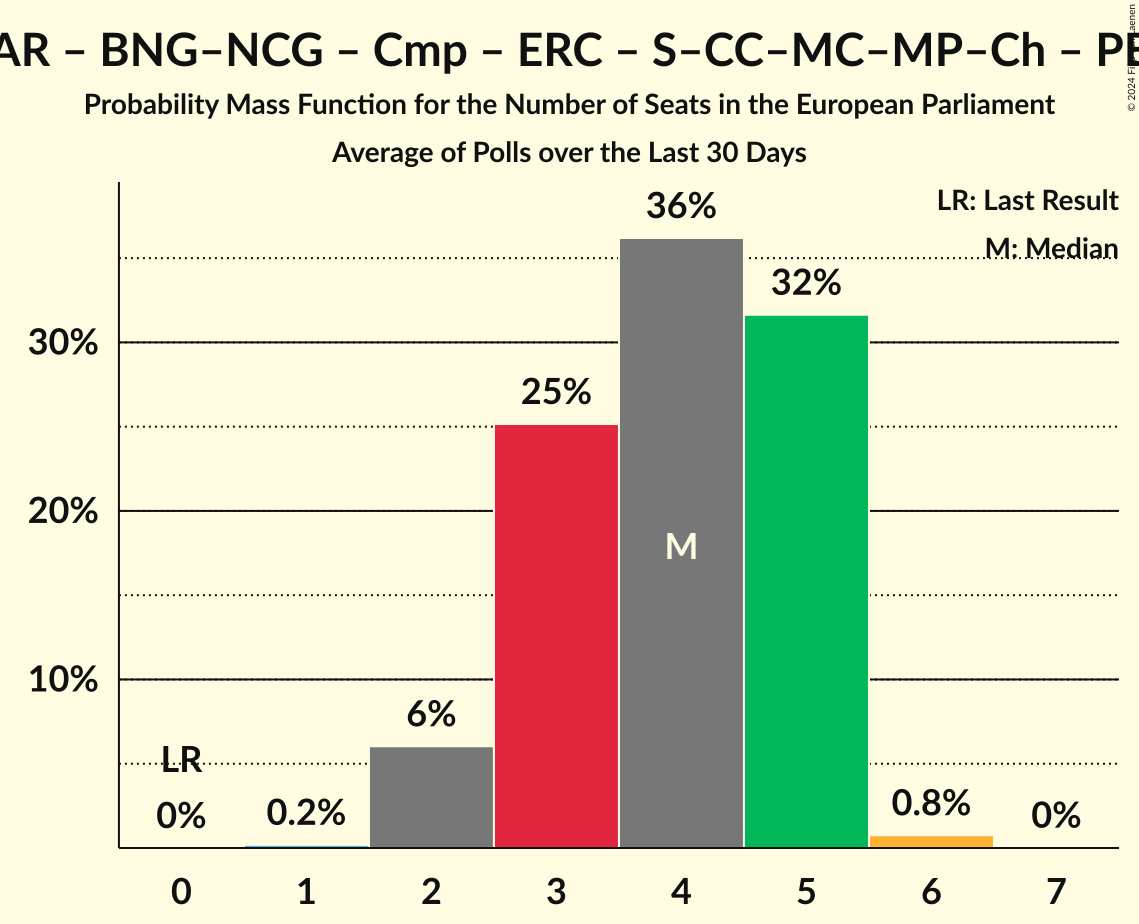 AR – BNG–NCG – Cmp – ERC – S–CC–MC–MP–Ch –
Probability Mass Function for the Number of Seats in the European Parliament
Average of Polls over the Last 30 Days
LR: Last Result
M: Median
36%
32%
30%
25%
M
20%
10%
6%
LR
0%
0.2%
0.8%
0%
0 1 2 3 4 5 6 7
© 2024